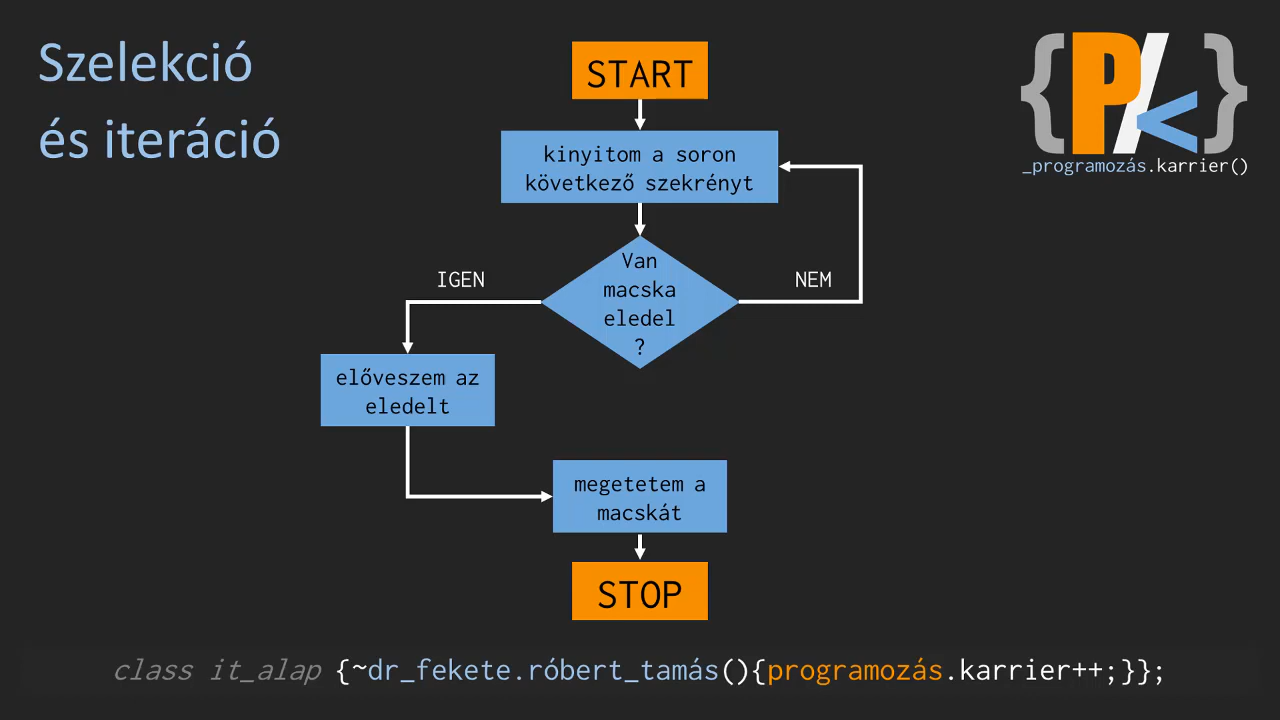 Szelekció
és iteráció
START
kinyitom a soron
következő szekrényt
Van
macska
eledel
?
IGEN
NEM
előveszem az
eledelt
megetetem a
macskát
STOP
{P/<}
_programozás.karrier()
class it_alap {~dr_fekete.róbert_tamás(){programozás.karrier++;}};